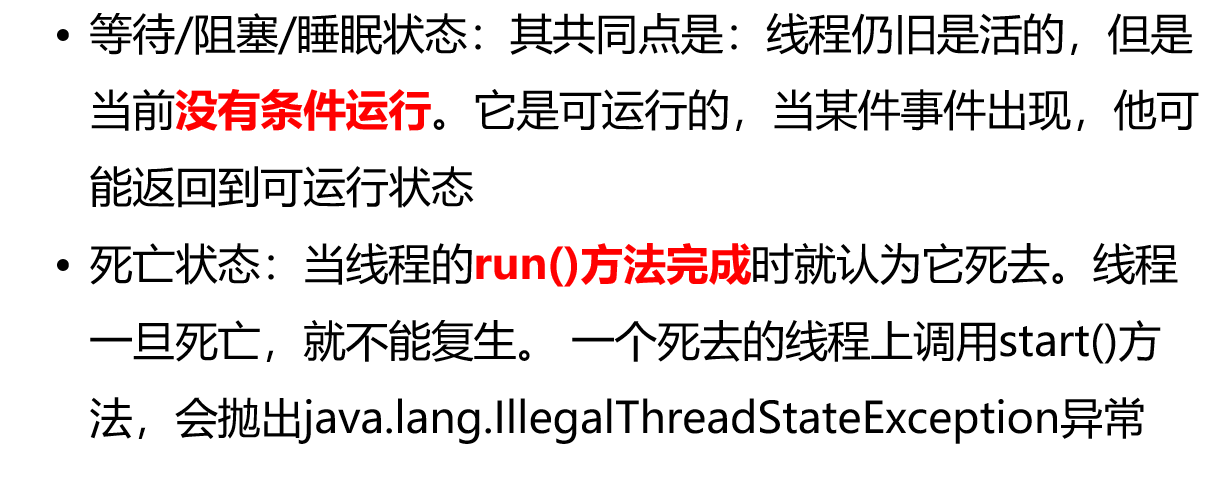 • 等待/阻塞/睡眠状态：其共同点是：线程仍旧是活的，但是
当前没有条件运行。它是可运行的，当某件事件出现，他可
能返回到可运行状态
• 死亡状态：当线程的run()方法完成时就认为它死去。线程
一旦死亡，就不能复生。 一个死去的线程上调用start()方
法，会抛出java.lang.IllegalThreadStateException异常